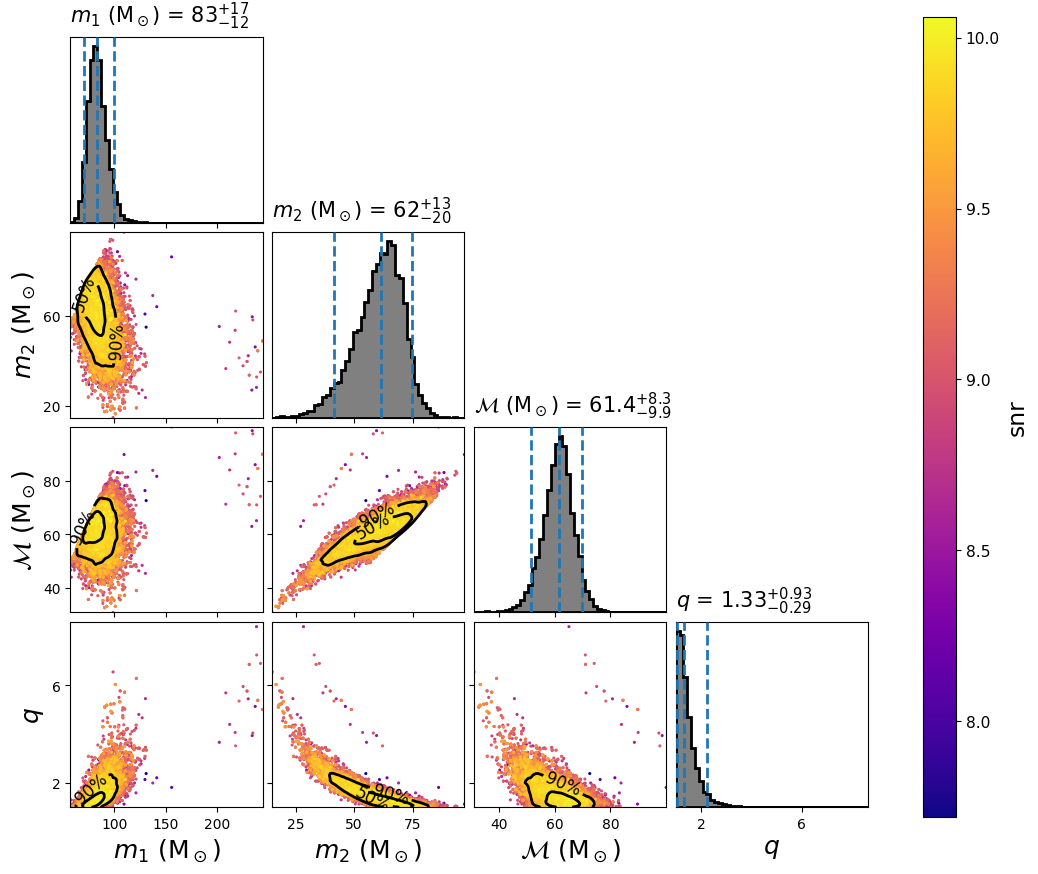 m₁ (M⊙) = 83⁺¹⁷₋₁₂
10.0
m₂ (M⊙) = 62⁺¹³₋₂₀
9.5
m₂ (M⊙)
60
20
50%
90%
ℳ (M⊙) = 61.4⁺⁸·³₋₉.₉
9.0
snr
ℳ (M⊙)
80
60
40
90%
90%
50%
8.5
q = 1.33⁺⁰·⁹³₋₀.₂₉
8.0
q
6
2
90%
90%
50%
90%
100 200
25 50 75
40 60 80
2 6
m₁ (M⊙)
m₂ (M⊙)
ℳ (M⊙)
q